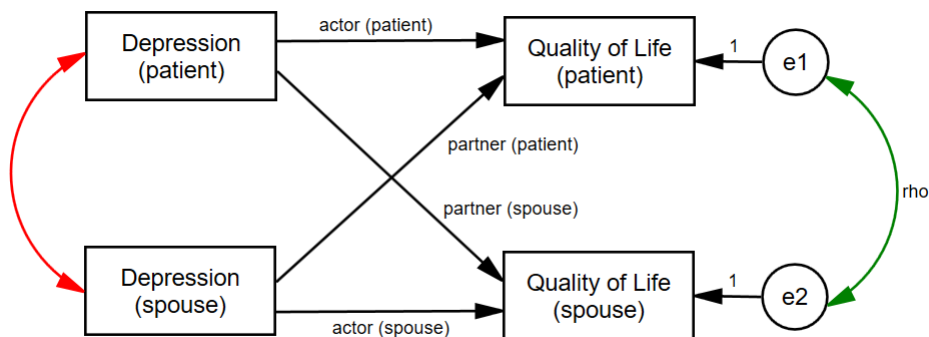 Depression
(patient)
actor (patient)
Quality of Life
(patient)
1
e1
partner (patient)
rho
partner (spouse)
Depression
(spouse)
actor (spouse)
Quality of Life
(spouse)
1
e2